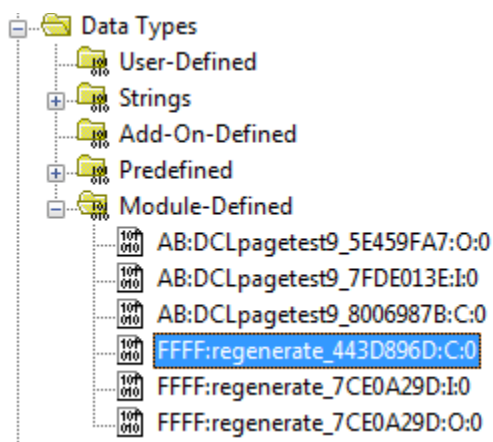 Data Types
User-Defined
Strings
Add-On-Defined
Predefined
Module-Defined
AB:DCLpagetest9_5E459FA7:O:0
AB:DCLpagetest9_7FDE013E:I:0
AB:DCLpagetest9_8006987B:C:0
FFFF:regenerate_443D896D:C:0
FFFF:regenerate_7CE0A29D:I:0
FFFF:regenerate_7CE0A29D:O:0